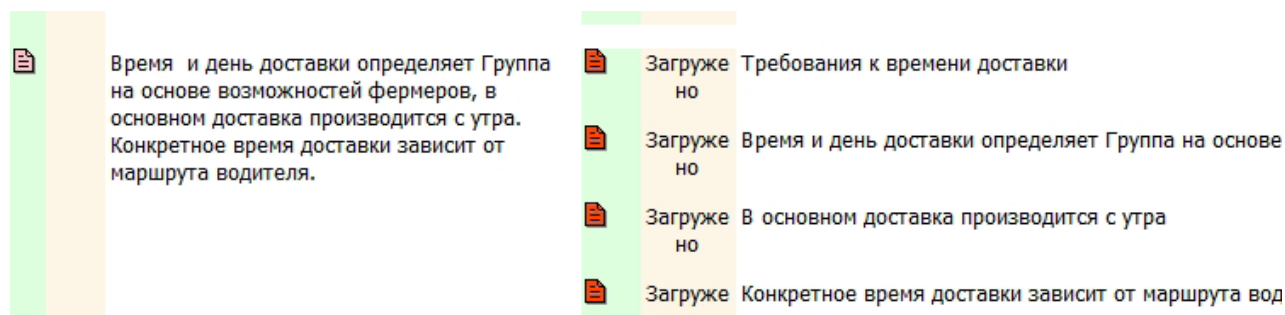 Время и день доставки определяет Группа
на основе возможностей фермеров, в
основном доставка производится с утра.
Конкретное время доставки зависит от
маршрута водителя.
Загруже Требования к времени доставки
но
Загруже Время и день доставки определяет Группа на основе
но
Загруже В основном доставка производится с утра
но
Загруже Конкретное время доставки зависит от маршрута вод